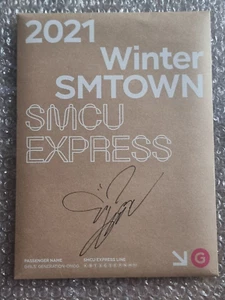 2021
Winter
SMTOWN
SMCU
EXPRESS
PASSENGER NAME
SMCU EXPRESS LINE
G